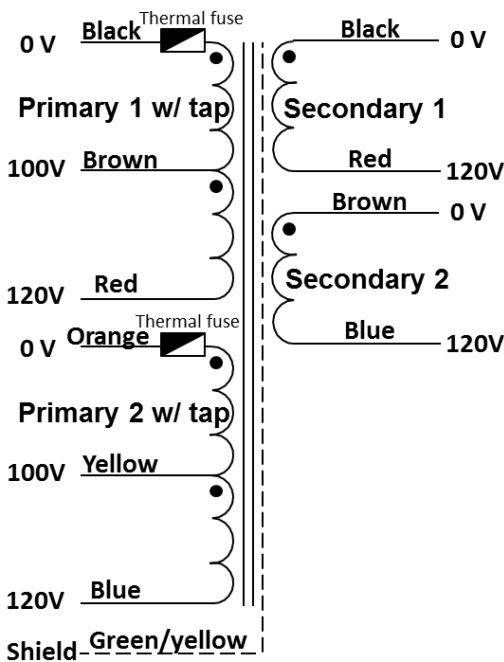 Thermal fuse
0 V Black
Primary 1 w/ tap
100V Brown
120V Red
Thermal fuse
0 V Orange
Primary 2 w/ tap
100V Yellow
120V Blue
Shield Green/yellow
Black 0 V
Secondary 1
Red 120V
Brown 0 V
Secondary 2
Blue 120V